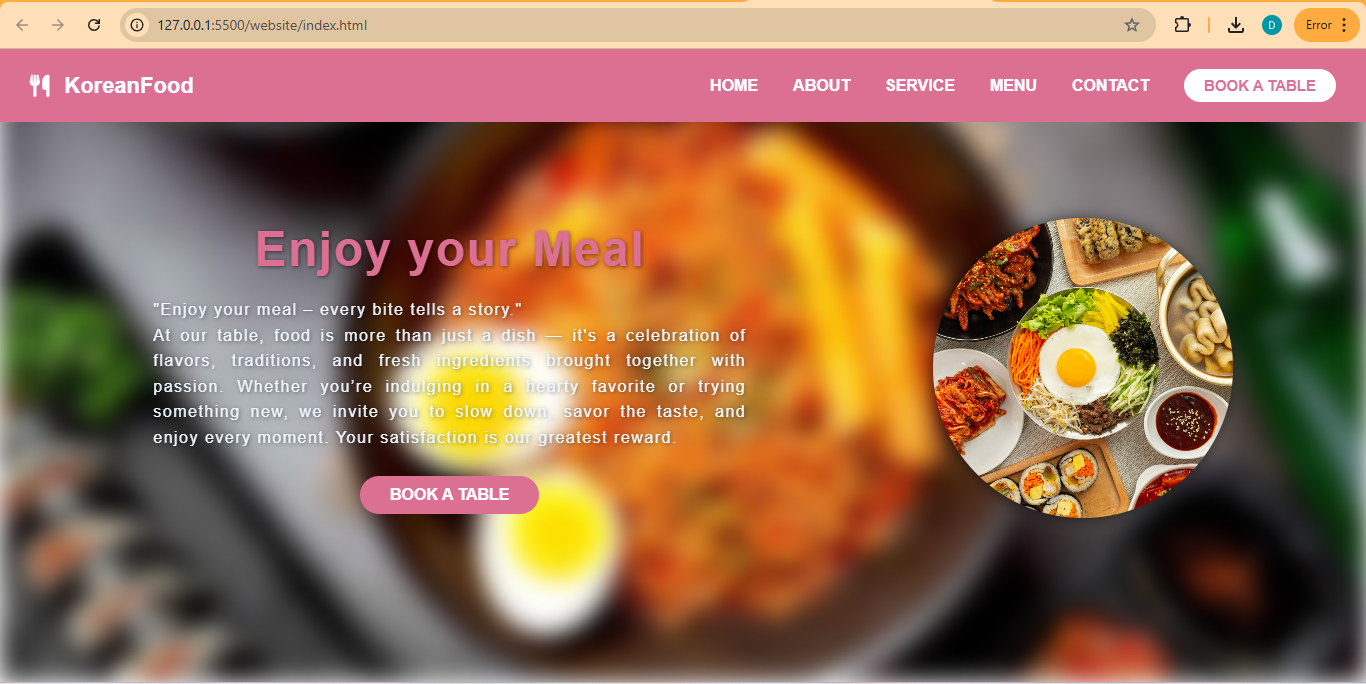 127.0.0.1:5500/website/index.html
D
Error
KoreanFood
HOME ABOUT SERVICE MENU CONTACT BOOK A TABLE
Enjoy your Meal
"Enjoy your meal – every bite tells a story."
At our table, food is more than just a dish — it's a celebration of
flavors, traditions, and fresh ingredients brought together with
passion. Whether you’re indulging in a hearty favorite or trying
something new, we invite you to slow down, savor the taste, and
enjoy every moment. Your satisfaction is our greatest reward.
BOOK A TABLE